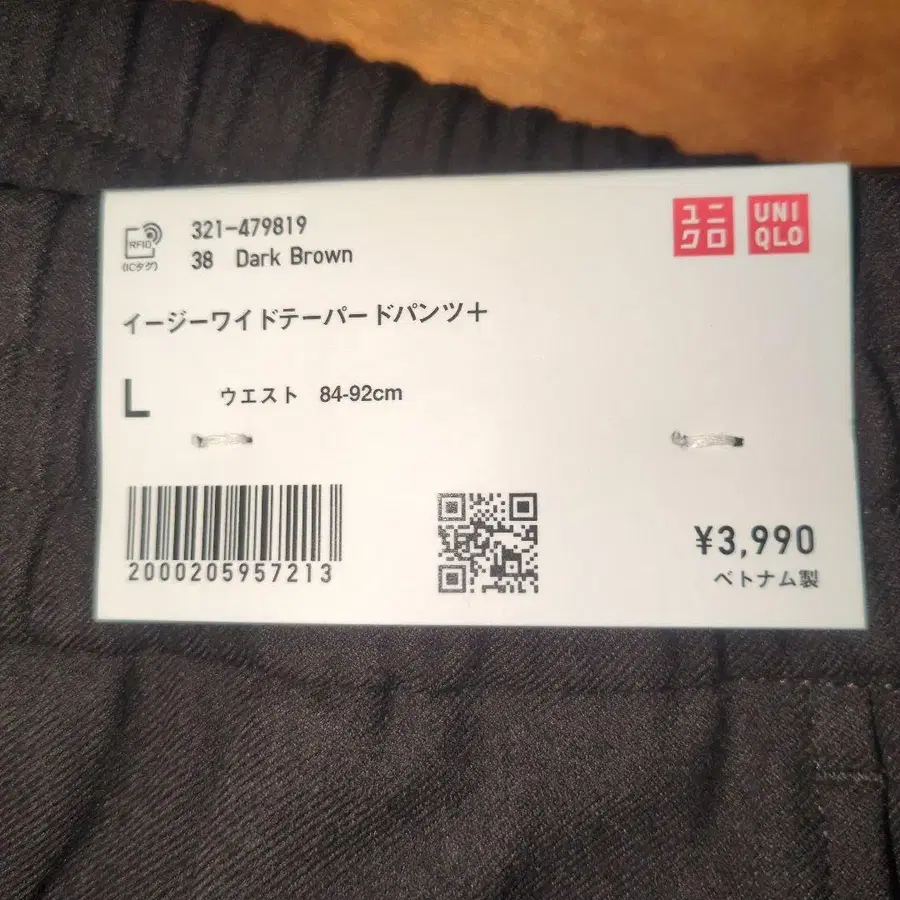 321-479819
38 Dark Brown
RFID
(ICタグ)
ユニクロ
UNIQLO
イージーワイドテーパードパンツ+
L ウエスト 84-92cm
2000205957213
¥3,990
ベトナム製